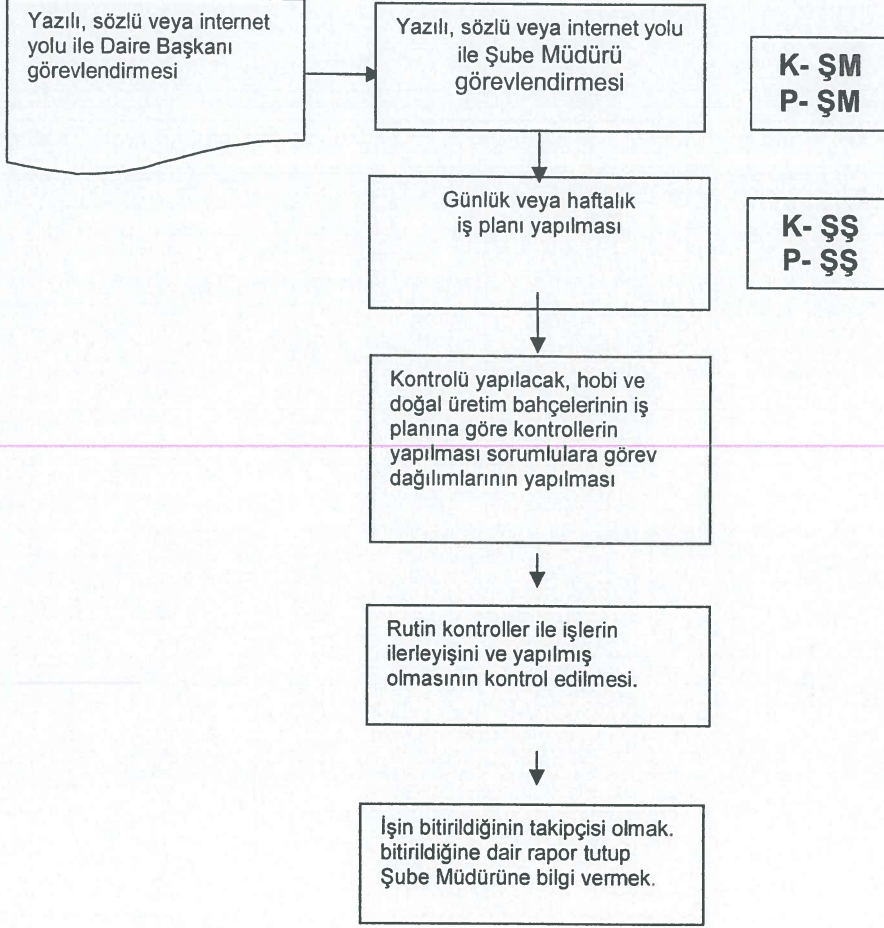 Yazılı, sözlü veya internet
yolu ile Daire Başkanı
görevlendirmesi
Yazılı, sözlü veya internet yolu
ile Şube Müdürü
görevlendirmesi
K- ŞM
P- ŞM
Günlük veya haftalık
iş planı yapılması
K- ŞŞ
P- ŞŞ
Kontrolü yapılacak, hobi ve
doğal üretim bahçelerinin iş
planına göre kontrollerin
yapılması sorumlulara görev
dağılımlarının yapılması
Rutin kontroller ile işlerin
ilerleyişini ve yapılmış
olmasının kontrol edilmesi.
İşin bitirildiğinin takipçisi olmak.
bitirildiğine dair rapor tutup
Şube Müdürüne bilgi vermek.